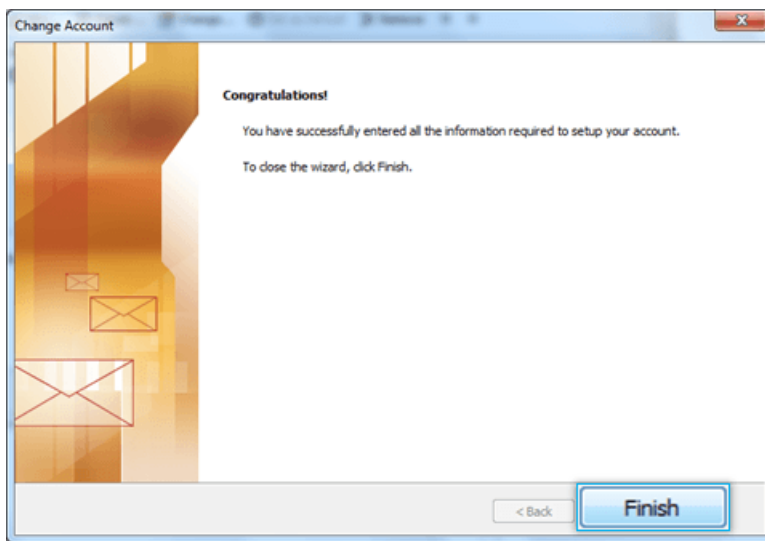 Change Account
Congratulations!
You have successfully entered all the information required to setup your account.
To close the wizard, click Finish.
< Back
Finish